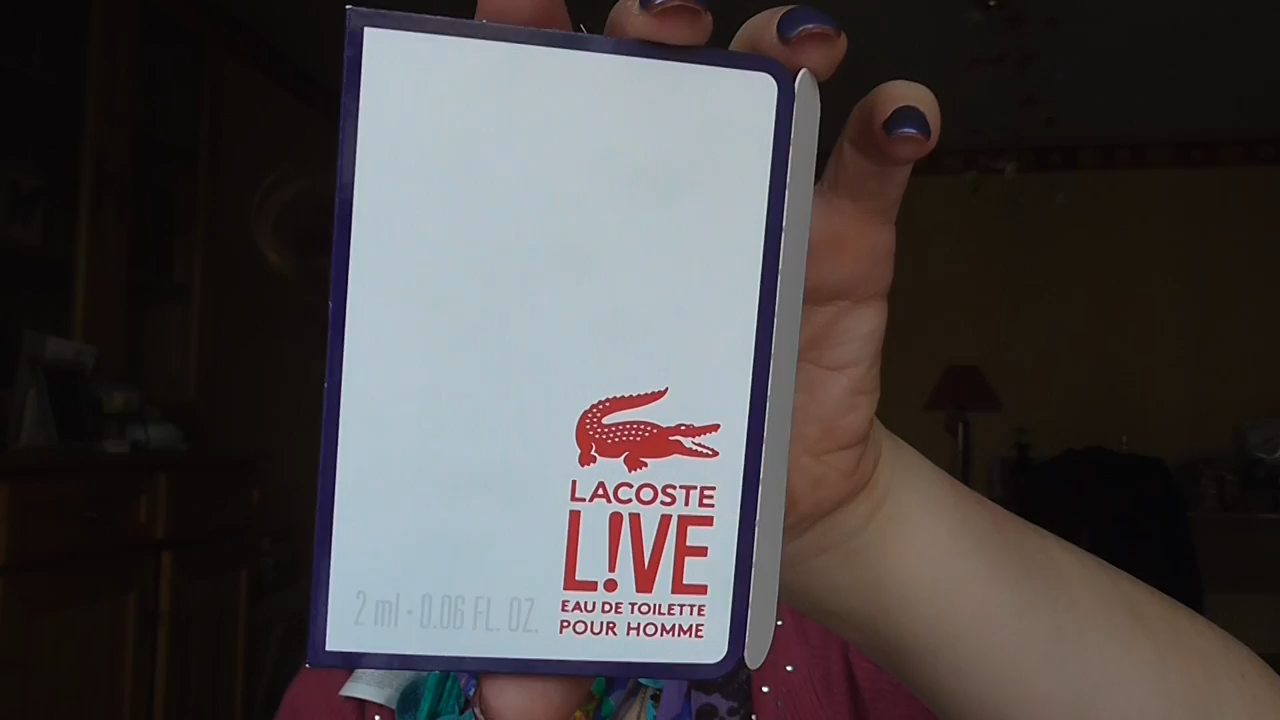 LACOSTE
L!VE
EAU DE TOILETTE
POUR HOMME
2 ml - 0.06 FL. OZ.